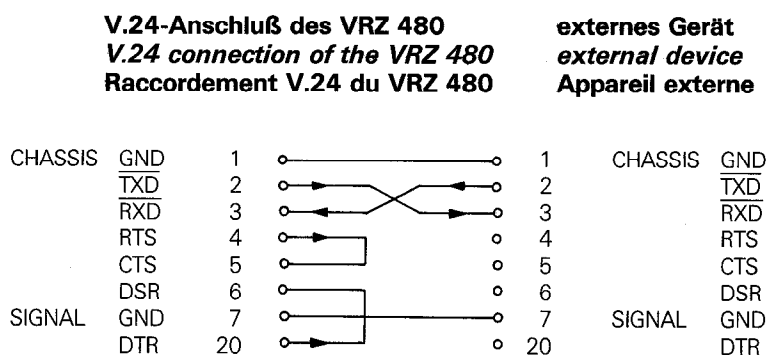 V.24-Anschluß des VRZ 480 externes Gerät
V.24 connection of the VRZ 480 external device
Raccordement V.24 du VRZ 480 Appareil externe
CHASSIS GND 1 1 CHASSIS GND
TXD 2 2 TXD
RXD 3 3 RXD
RTS 4 4 RTS
CTS 5 5 CTS
DSR 6 6 DSR
SIGNAL GND 7 7 SIGNAL GND
DTR 20 20 DTR